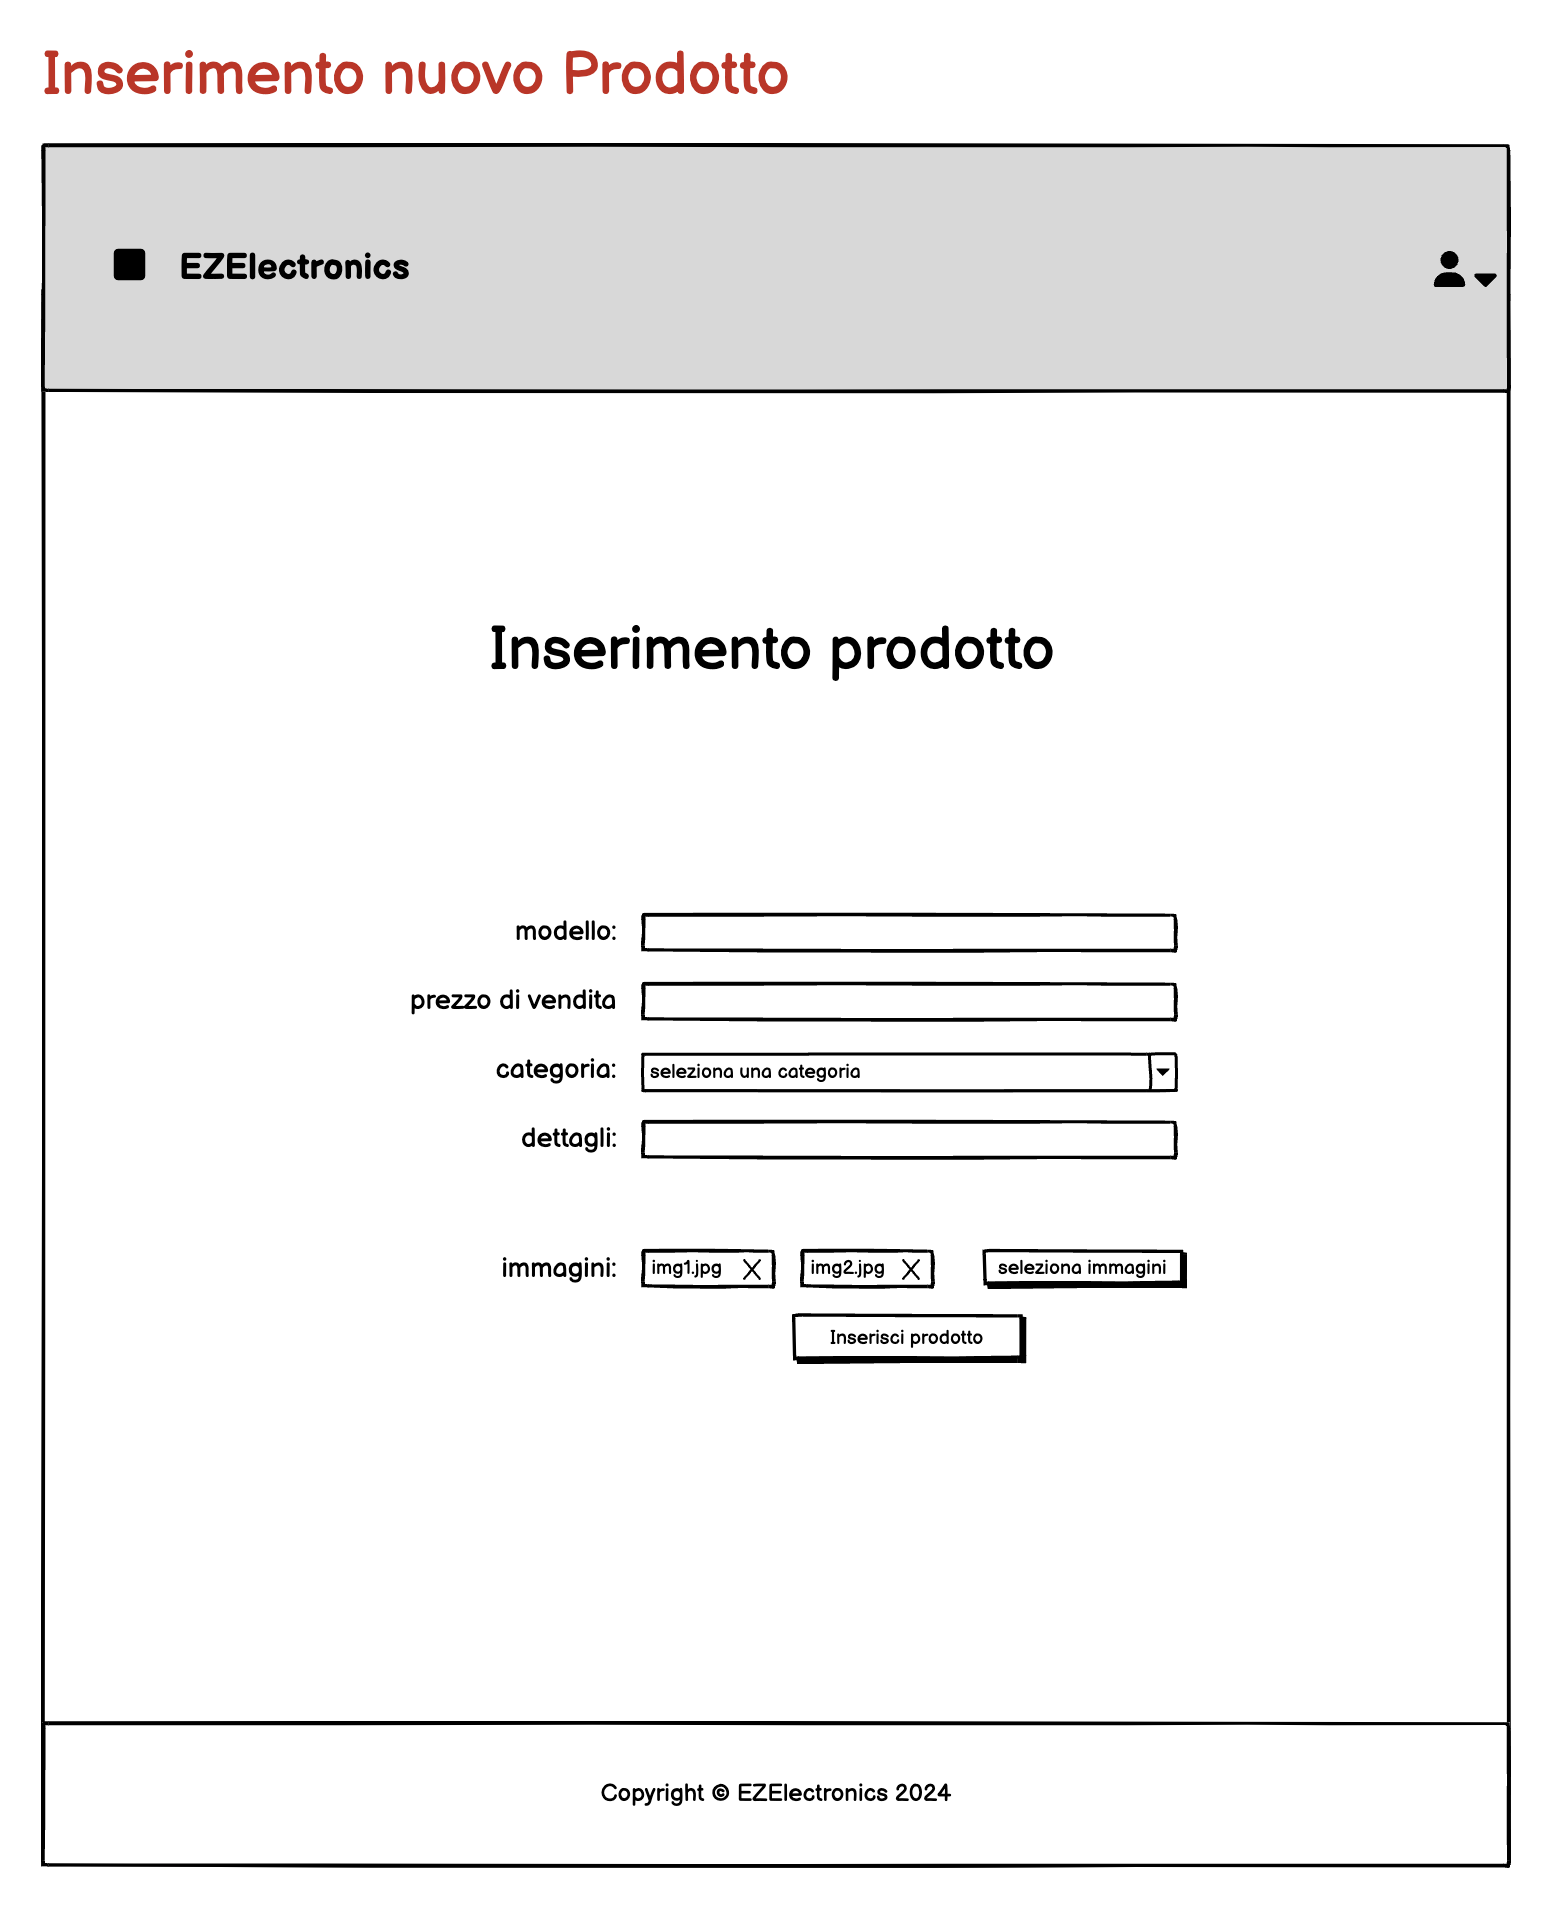 Inserimento nuovo Prodotto
EZElectronics
Inserimento prodotto
modello:
prezzo di vendita
categoria: seleziona una categoria
dettagli:
immagini: img1.jpg X img2.jpg X seleziona immagini
Inserisci prodotto
Copyright © EZElectronics 2024